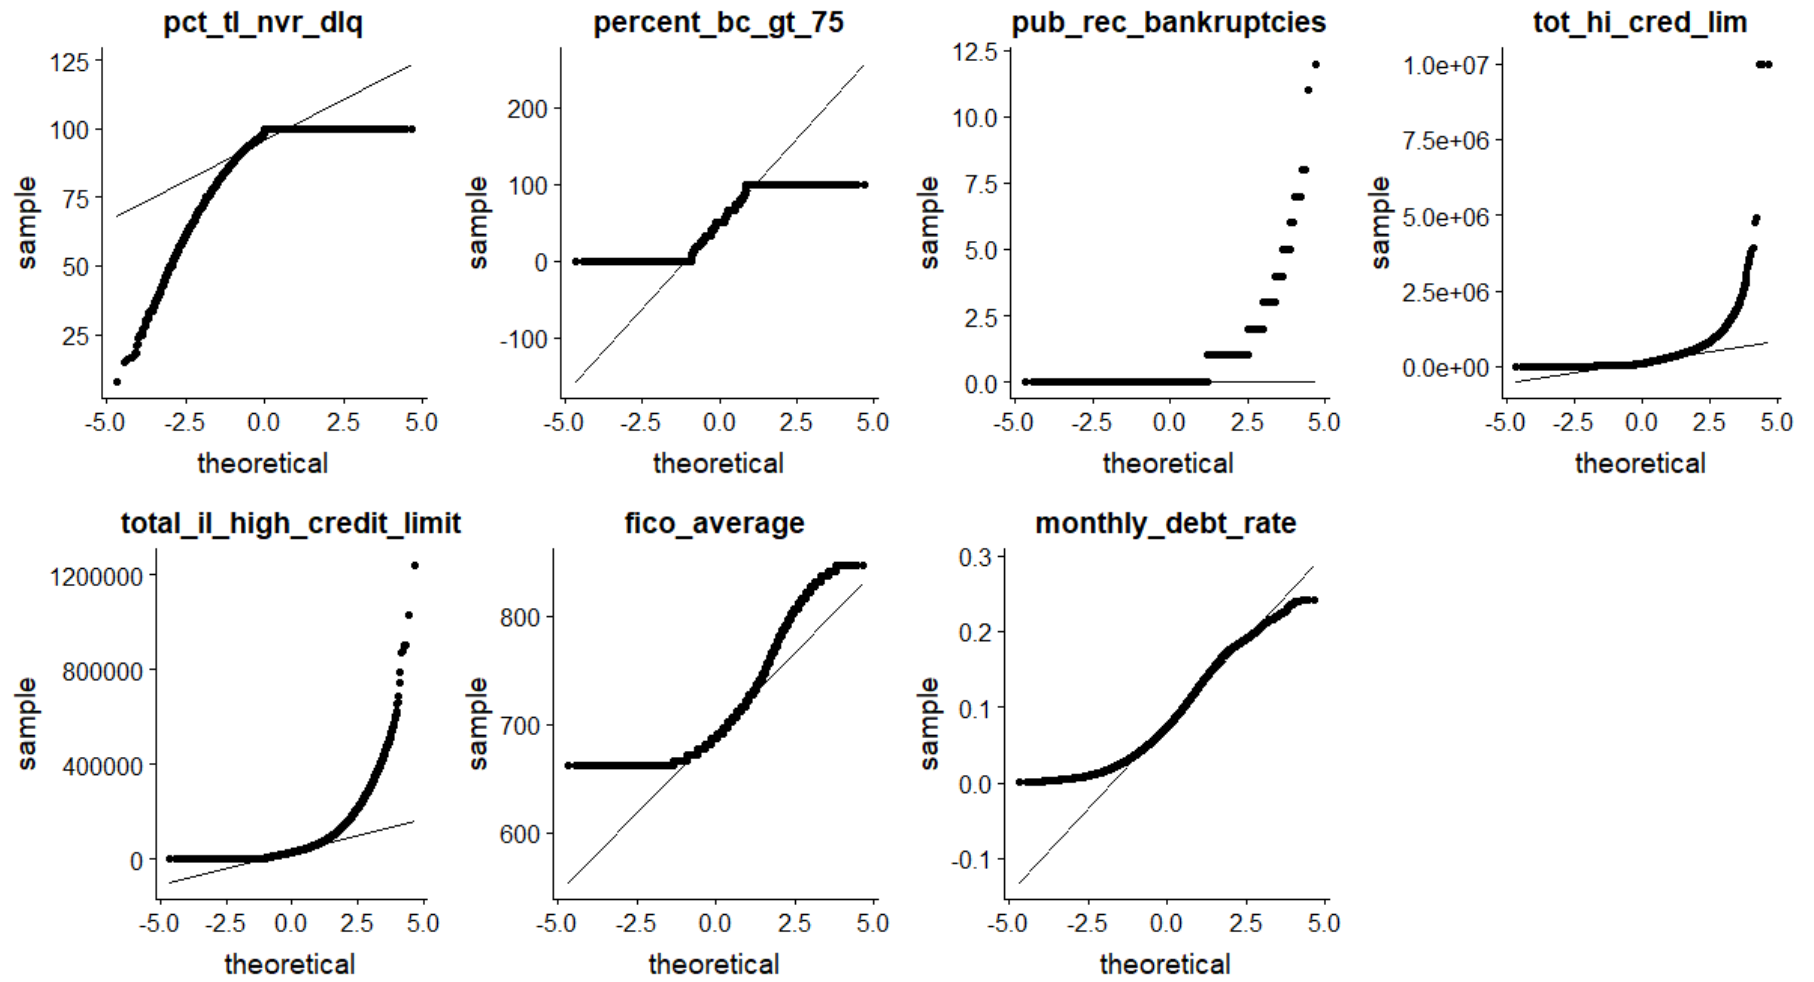 pct_tl_nvr_dlq
125
100
75
50
25
sample
-5.0 -2.5 0.0 2.5 5.0
theoretical
percent_bc_gt_75
200
100
0
-100
sample
-5.0 -2.5 0.0 2.5 5.0
theoretical
pub_rec_bankruptcies
12.5
10.0
7.5
5.0
2.5
0.0
sample
-5.0 -2.5 0.0 2.5 5.0
theoretical
tot_hi_cred_lim
1.0e+07
7.5e+06
5.0e+06
2.5e+06
0.0e+00
sample
-5.0 -2.5 0.0 2.5 5.0
theoretical
total_il_high_credit_limit
1200000
800000
400000
0
sample
-5.0 -2.5 0.0 2.5 5.0
theoretical
fico_average
800
700
600
sample
-5.0 -2.5 0.0 2.5 5.0
theoretical
monthly_debt_rate
0.3
0.2
0.1
0.0
-0.1
sample
-5.0 -2.5 0.0 2.5 5.0
theoretical